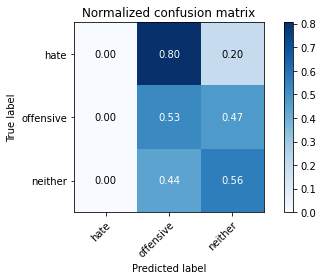 Normalized confusion matrix
True label
hate 0.00 0.80 0.20
offensive 0.00 0.53 0.47
neither 0.00 0.44 0.56
hate offensive neither
Predicted label
0.8
0.7
0.6
0.5
0.4
0.3
0.2
0.1
0.0